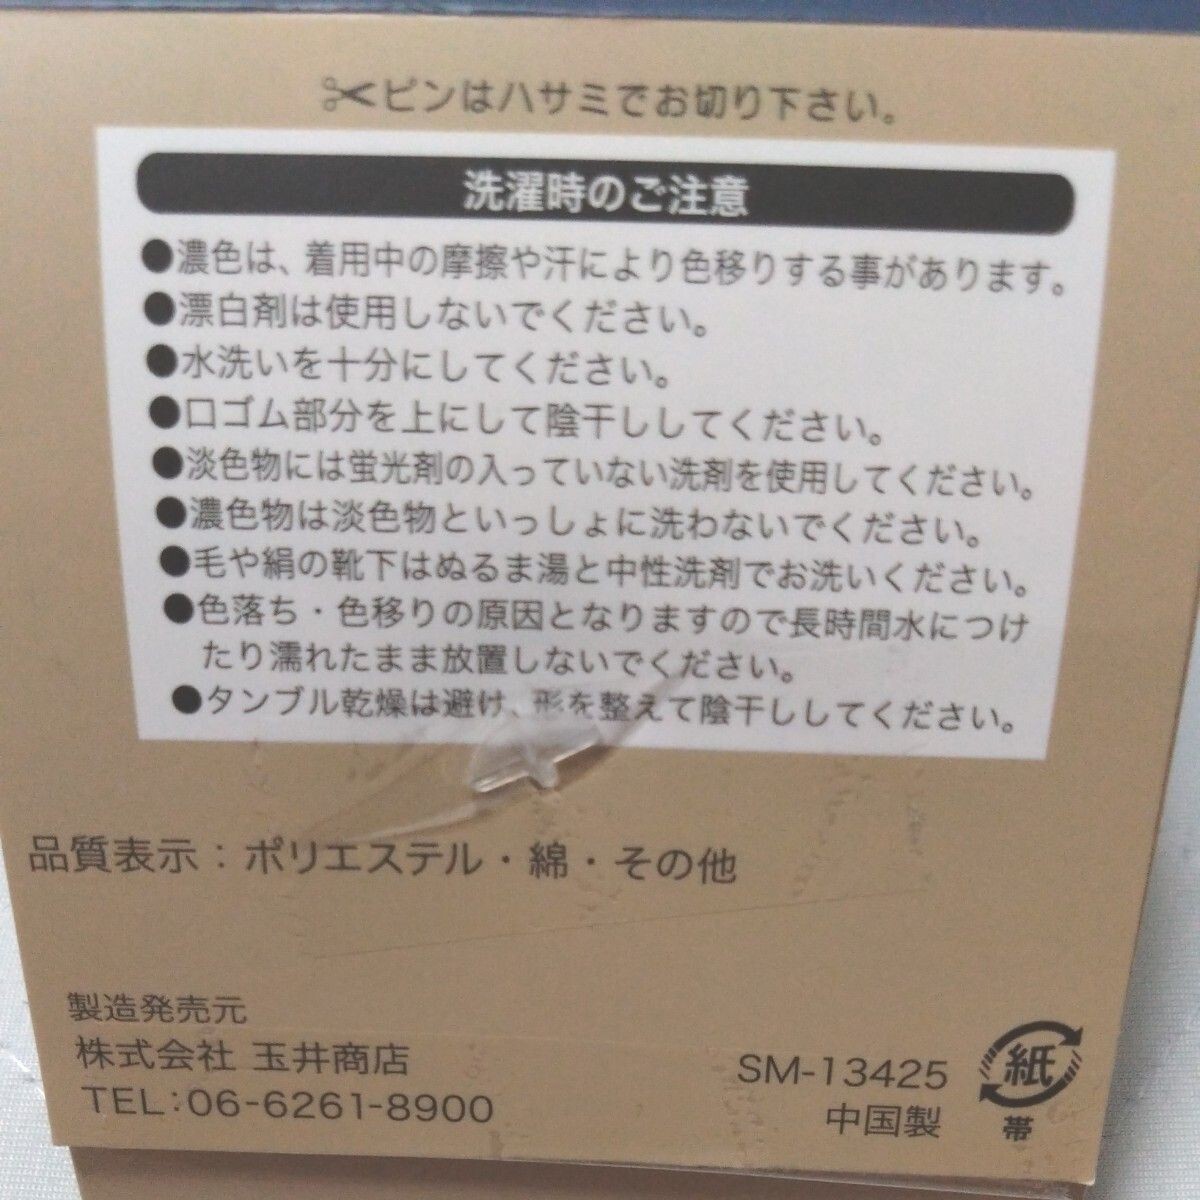 ✂ピンはハサミでお切り下さい。
洗濯時のご注意
●濃色は、着用中の摩擦や汗により色移りする事があります。
●漂白剤は使用しないでください。
●水洗いを十分にしてください。
●口ゴム部分を上にして陰干ししてください。
●淡色物には蛍光剤の入っていない洗剤を使用してください。
●濃色物は淡色物といっしょに洗わないでください。
●毛や絹の靴下はぬるま湯と中性洗剤でお洗いください。
●色落ち・色移りの原因となりますので長時間水につけ
たり濡れたまま放置しないでください。
●タンブル乾燥は避け、形を整えて陰干ししてください。
品質表示：ポリエステル・綿・その他
製造発売元
株式会社 玉井商店
TEL：06-6261-8900
SM-13425
中国製
紙
帯